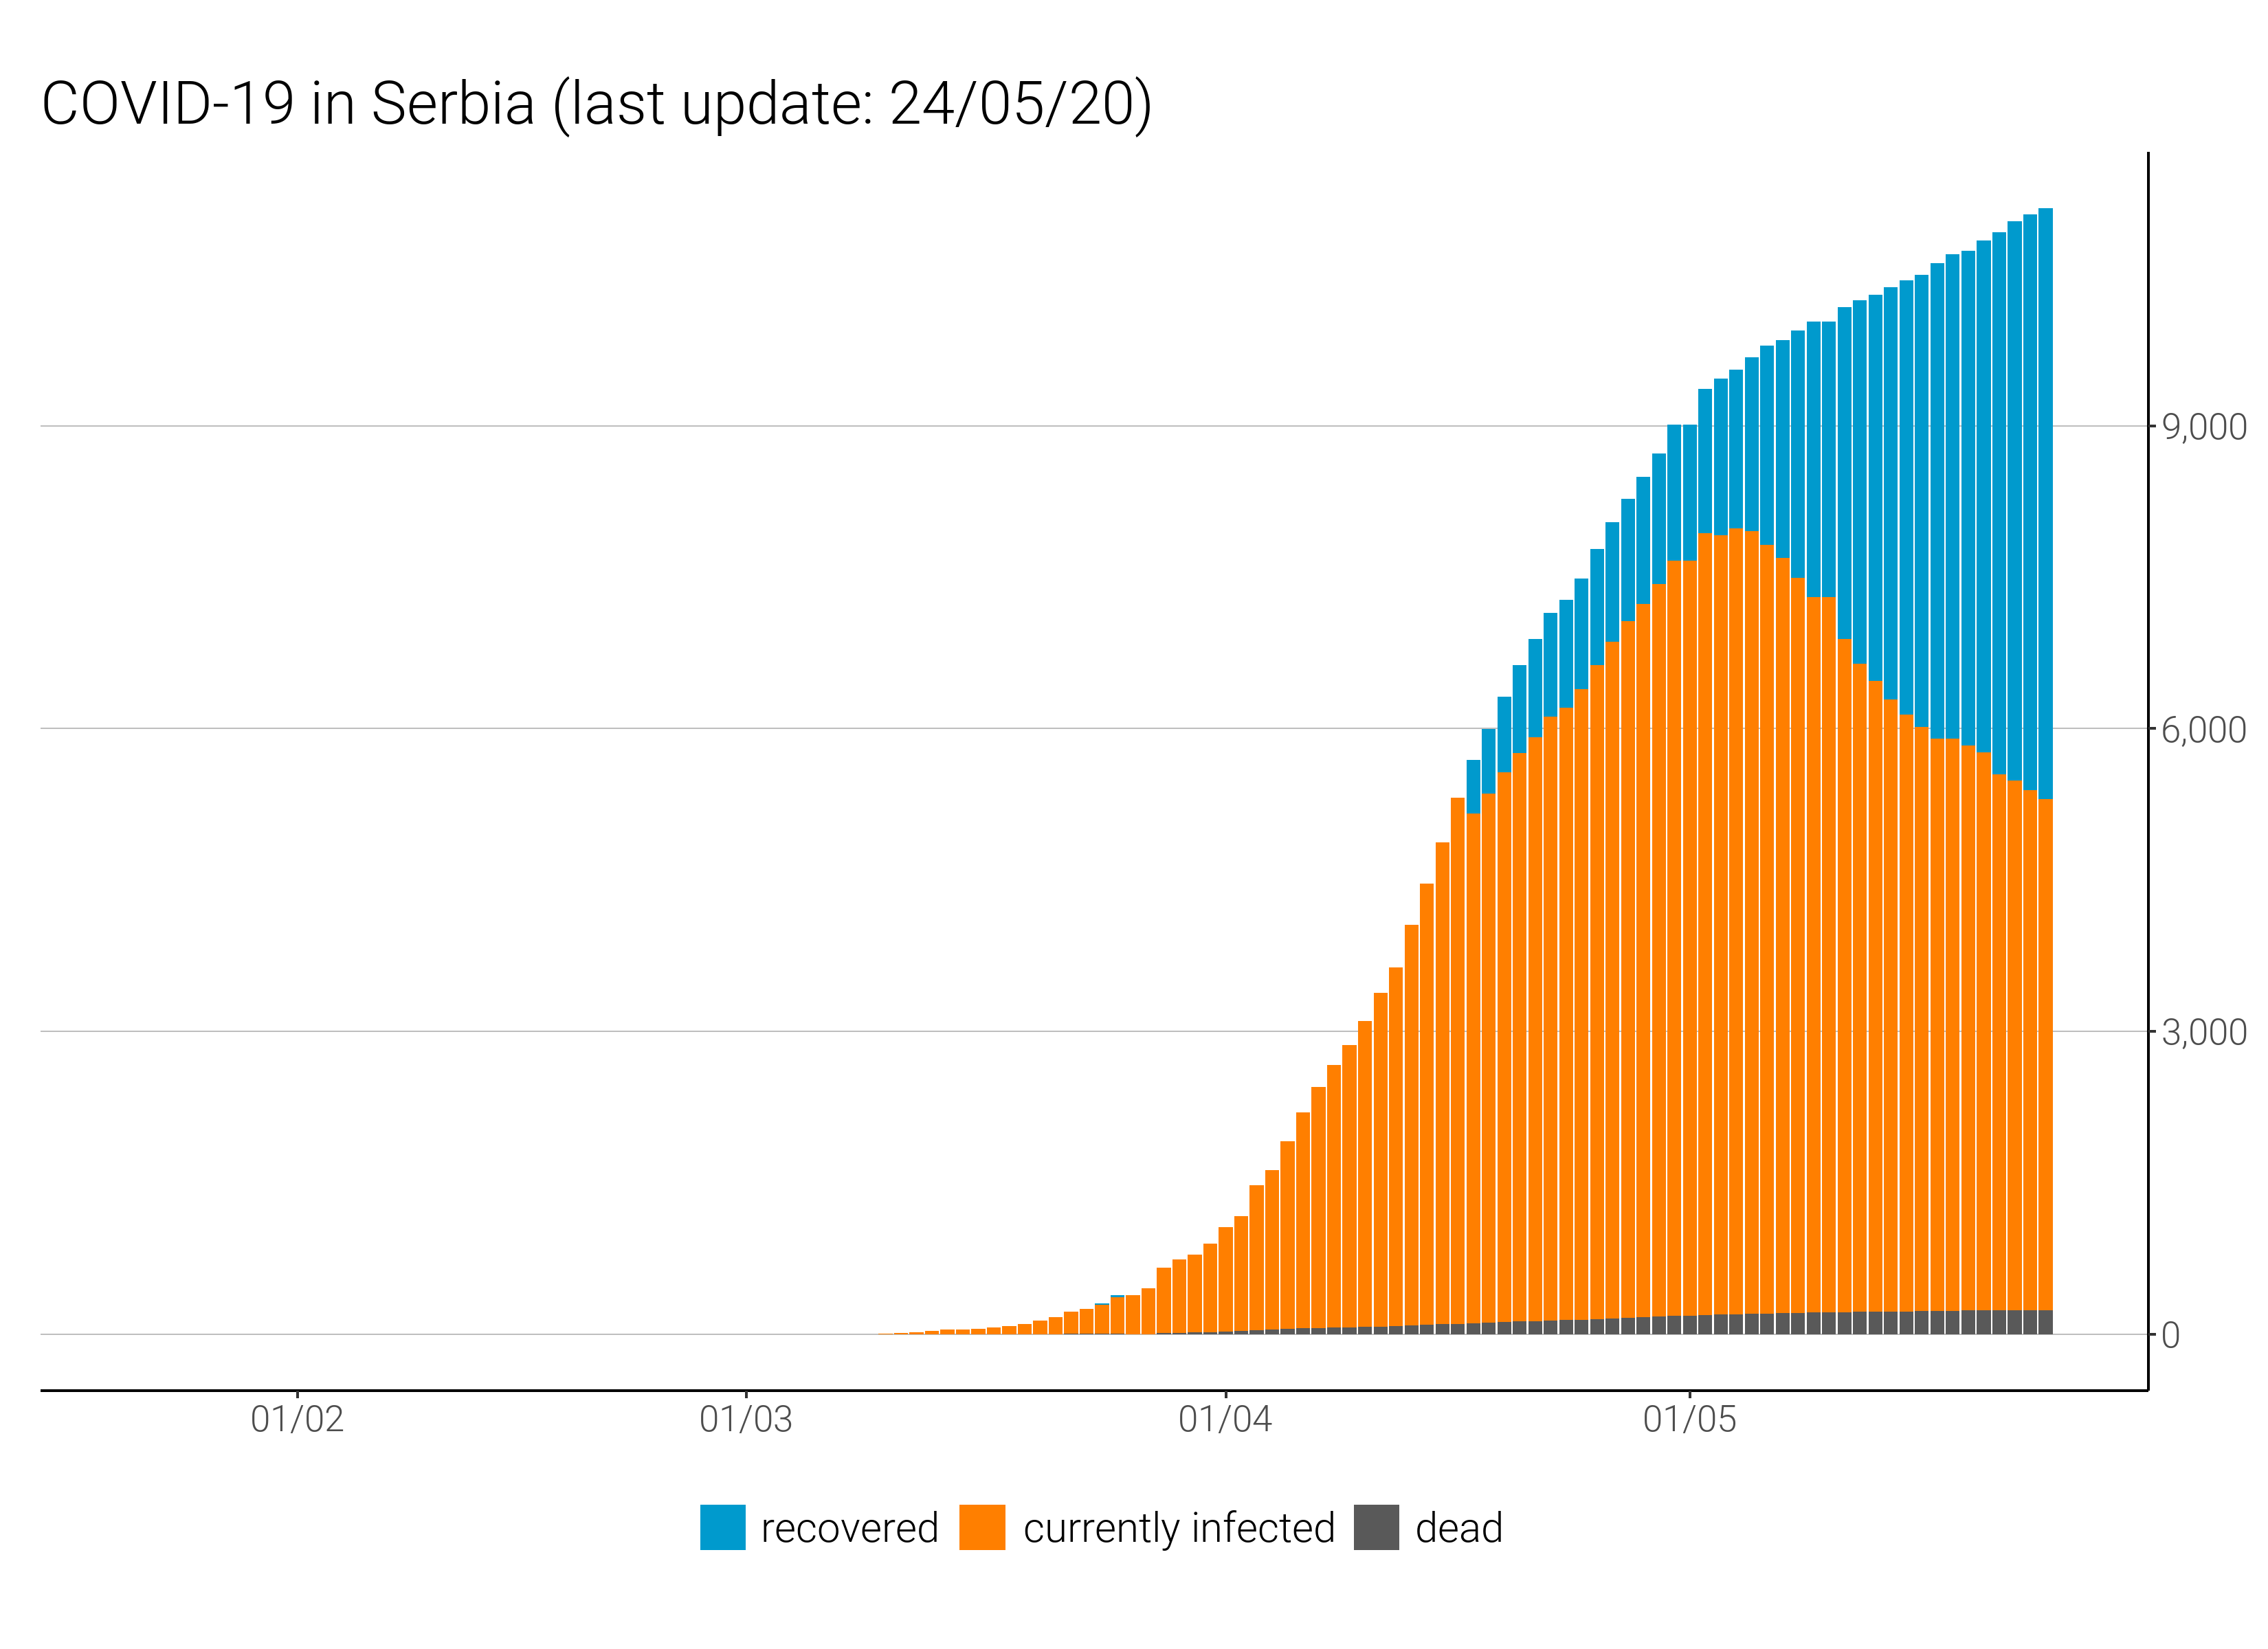 COVID-19 in Serbia (last update: 24/05/20)
9,000
6,000
3,000
0
01/02 01/03 01/04 01/05
recovered currently infected dead